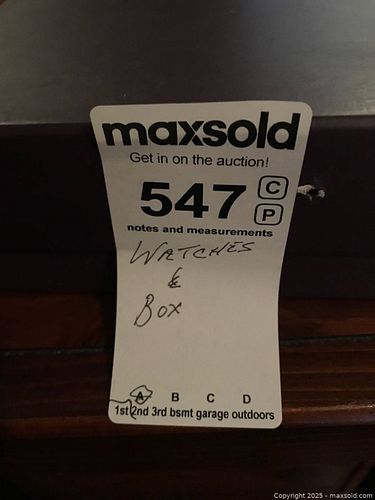 maxsold
Get in on the auction!
547 C
P
notes and measurements
WATCHES
&
Box
A B C D
1st 2nd 3rd bsmt garage outdoors
Copyright 2025 - maxsold.com